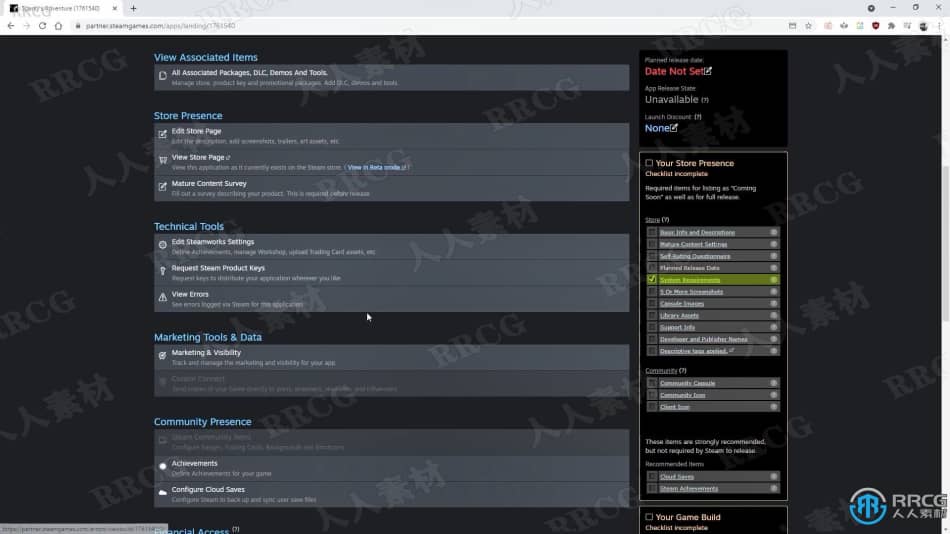 Spunky's Adventure (1761540)
partner.steamgames.com/apps/landing/1761540
View Associated Items
All Associated Packages, DLC, Demos And Tools.
Manage store, product key and promotional packages. Add DLC, demos and tools.
Store Presence
Edit Store Page
Edit the description, add screenshots, trailers, art assets, etc.
View Store Page
View this application as it currently exists on the Steam store. ( View in Beta mode )
Mature Content Survey
Fill out a survey describing your product. This is required before release
Technical Tools
Edit Steamworks Settings
Define Achievements, manage Workshop, upload Trading Card assets, etc
Request Steam Product Keys
Request keys to distribute your application wherever you like
View Errors
See errors logged via Steam for this application
Marketing Tools & Data
Marketing & Visibility
Track and manage the marketing and visibility for your app
Curator Connect
Send copies of your Game directly to press, streamers, reviewers, and influencers
Community Presence
Steam Community Items
Configure Badges, Trading Cards, Backgrounds and Emoticons
Achievements
Define Achievements for your game
Configure Cloud Saves
Configure Steam to back up and sync user save files
Financial Access (?)
Planned release date:
Date Not Set
App Release State:
Unavailable (?)
Launch Discount: (?)
None
Your Store Presence
Checklist incomplete
Required items for listing as "Coming
Soon" as well as for full release.
Store (?)
Basic Info and Descriptions
Mature Content Settings
Self-Rating Questionnaire
Planned Release Date
System Requirements
5 Or More Screenshots
Capsule Images
Library Assets
Support Info
Developer and Publisher Names
Descriptive tags applied.
Community (?)
Community Capsule
Community Icon
Client Icon
These items are strongly recommended,
but not required by Steam to release.
Recommended Items
Cloud Saves
Steam Achievements
Your Game Build
Checklist incomplete
RRCG
人人素材